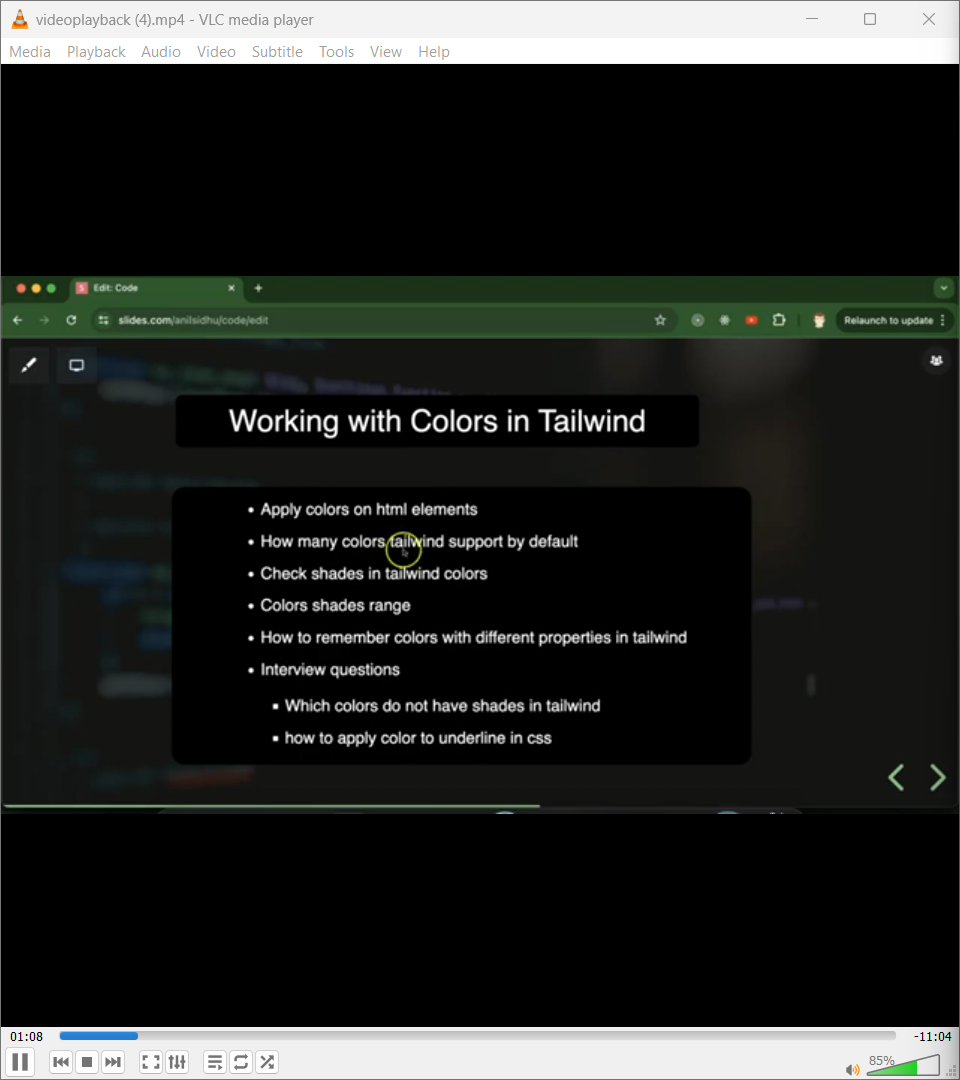 videoplayback (4).mp4 - VLC media player
Media Playback Audio Video Subtitle Tools View Help
Edit: Code
slides.com/anilsidhu/code/edit
Relaunch to update
Working with Colors in Tailwind
• Apply colors on html elements
• How many colors tailwind support by default
• Check shades in tailwind colors
• Colors shades range
• How to remember colors with different properties in tailwind
• Interview questions
▪ Which colors do not have shades in tailwind
▪ how to apply color to underline in css
01:08
-11:04
85%